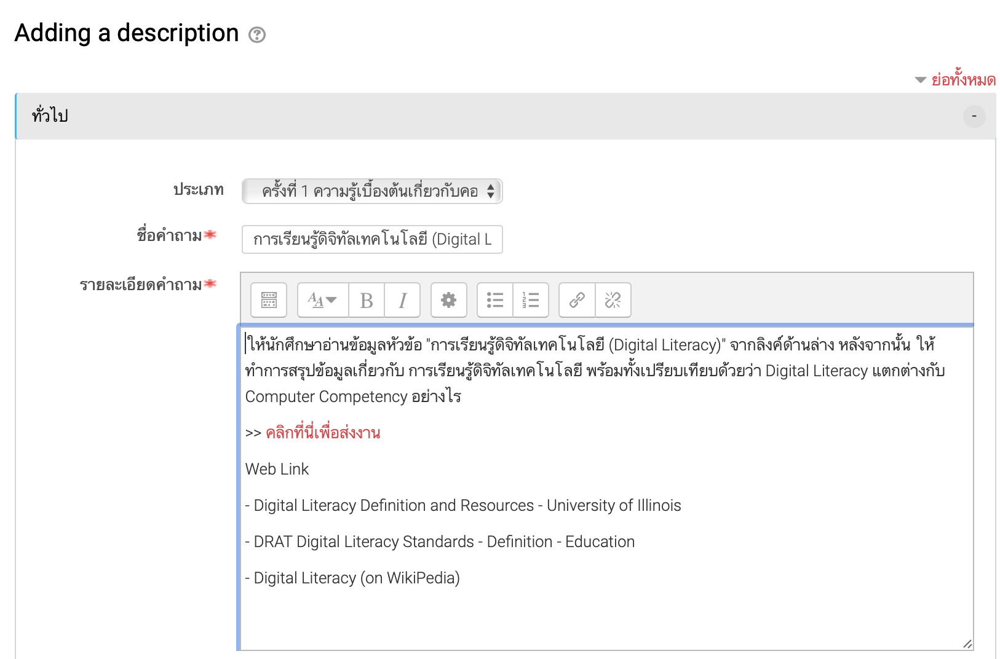 Adding a description
ย่อทั้งหมด
ทั่วไป
-
ประเภท
ครั้งที่ 1 ความรู้เบื้องต้นเกี่ยวกับคอ
ชื่อคำถาม
การเรียนรู้ดิจิทัลเทคโนโลยี (Digital L
รายละเอียดคำถาม
B I
ให้นักศึกษาอ่านข้อมูลหัวข้อ "การเรียนรู้ดิจิทัลเทคโนโลยี (Digital Literacy)" จากลิงค์ด้านล่าง หลังจากนั้น ให้
ทำการสรุปข้อมูลเกี่ยวกับ การเรียนรู้ดิจิทัลเทคโนโลยี พร้อมทั้งเปรียบเทียบด้วยว่า Digital Literacy แตกต่างกับ
Computer Competency อย่างไร
>> คลิกที่นี่เพื่อส่งงาน
Web Link
- Digital Literacy Definition and Resources - University of Illinois
- DRAT Digital Literacy Standards - Definition - Education
- Digital Literacy (on WikiPedia)